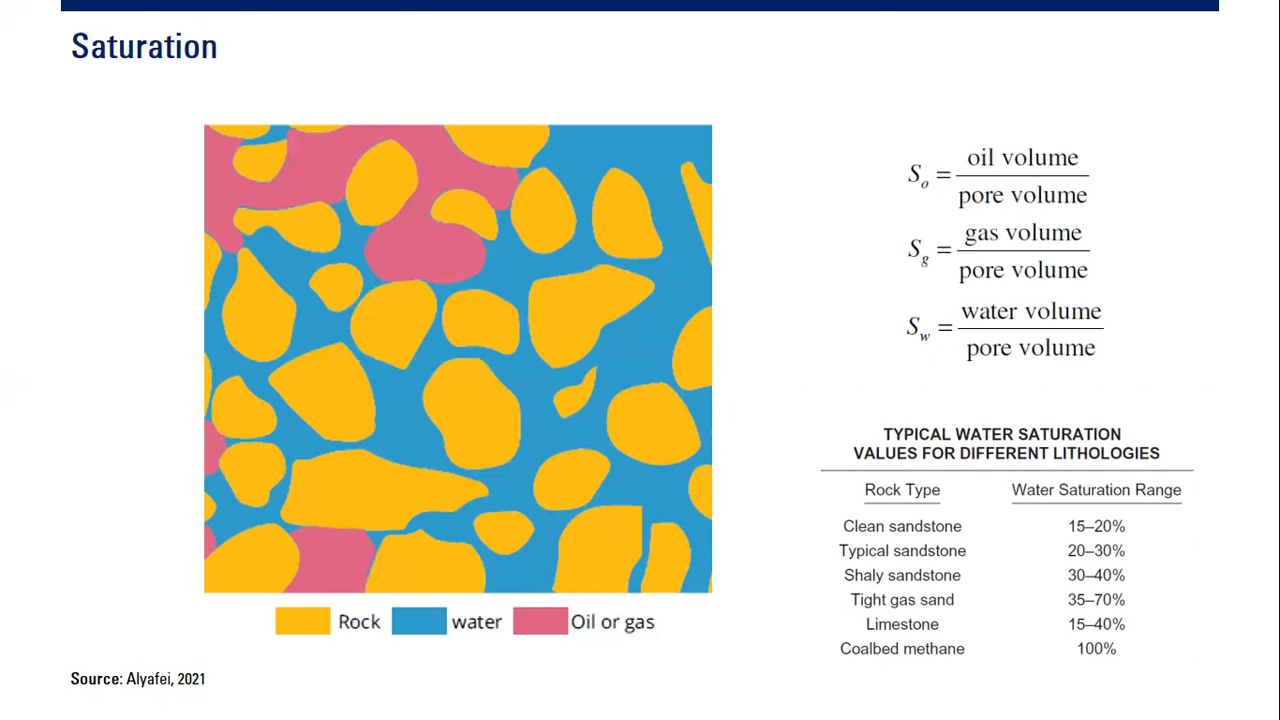 Saturation
S_o = oil volume / pore volume
S_g = gas volume / pore volume
S_w = water volume / pore volume
TYPICAL WATER SATURATION
VALUES FOR DIFFERENT LITHOLOGIES
Rock Type Water Saturation Range
Clean sandstone 15–20%
Typical sandstone 20–30%
Shaly sandstone 30–40%
Tight gas sand 35–70%
Limestone 15–40%
Coalbed methane 100%
Rock water Oil or gas
Source: Alyafei, 2021